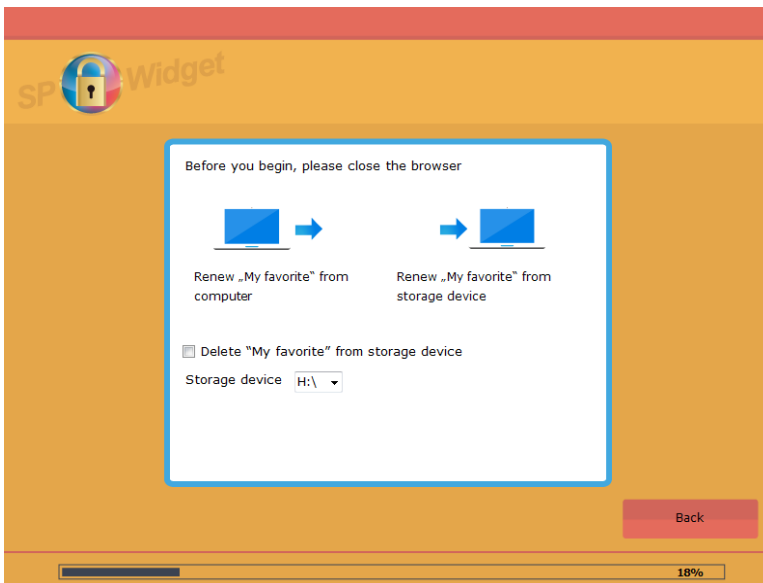 SP Widget
Before you begin, please close the browser
Renew „My favorite“ from
computer
Renew „My favorite“ from
storage device
Delete “My favorite” from storage device
Storage device H:\
Back
18%